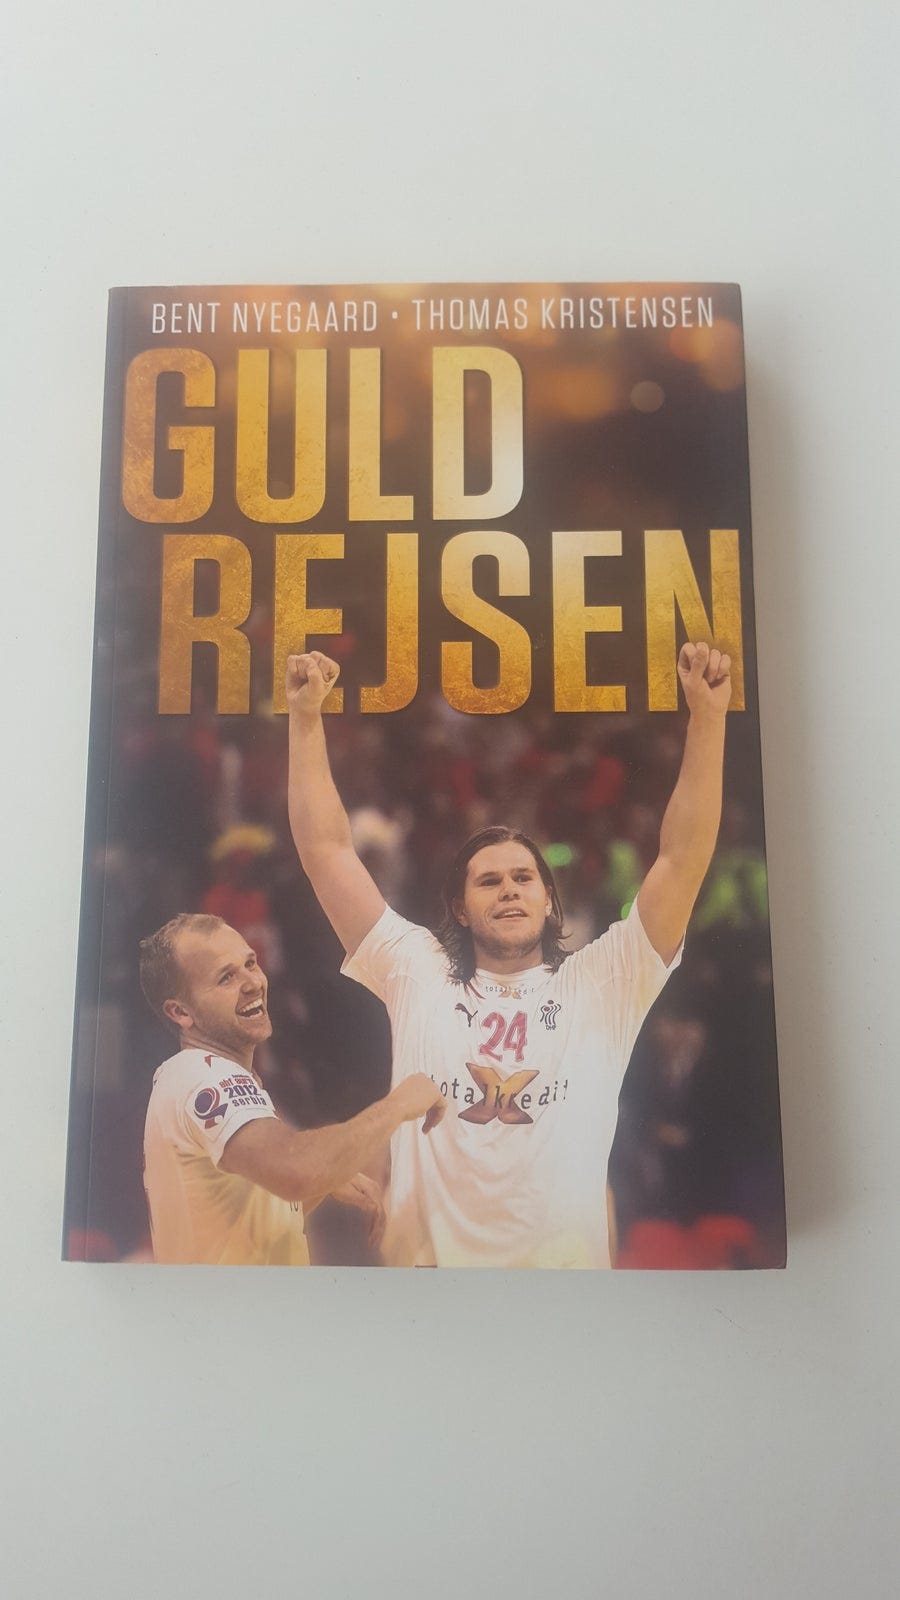 BENT NYEGAARD • THOMAS KRISTENSEN
GULD
REJSEN
24
totalkredit
2012
serbia